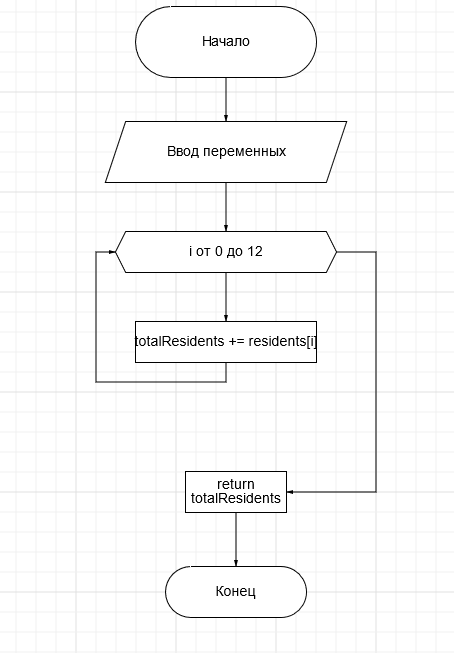 Начало
Ввод переменных
i от 0 до 12
totalResidents += residents[i]
return
totalResidents
Конец